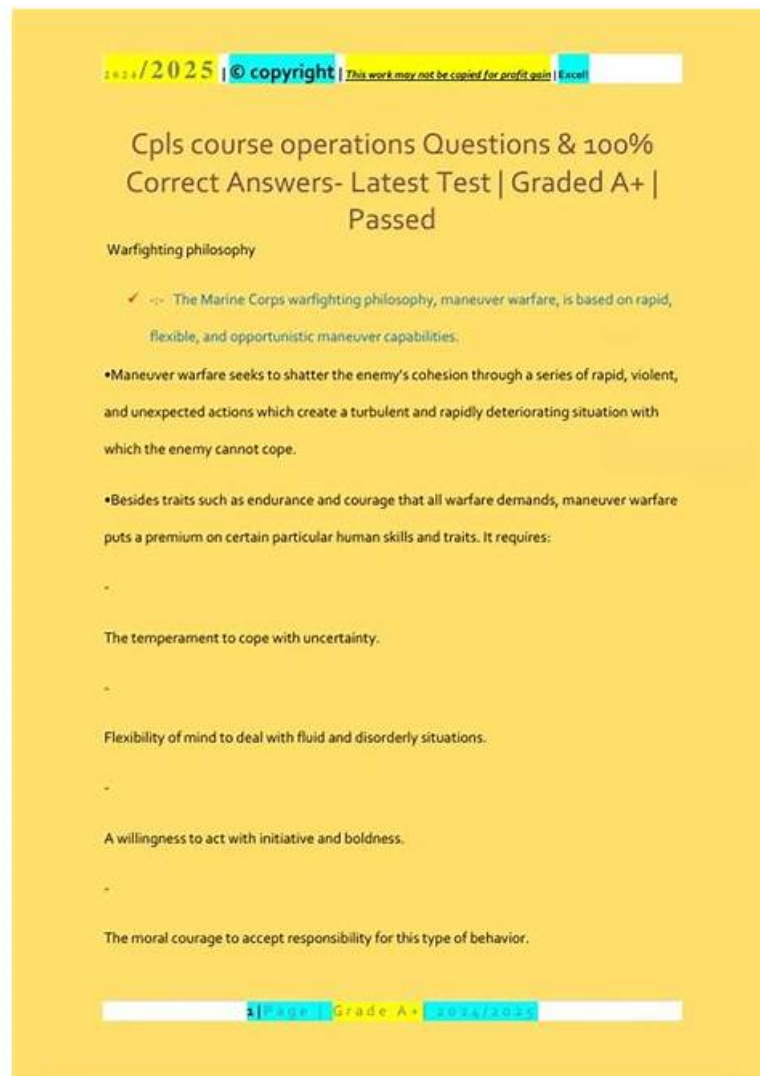 2024/2025 | © copyright | This work may not be copied for profit gain | Excel!
Cpls course operations Questions & 100%
Correct Answers- Latest Test | Graded A+ |
Passed
Warfighting philosophy
✓ -:- The Marine Corps warfighting philosophy, maneuver warfare, is based on rapid,
flexible, and opportunistic maneuver capabilities.
•Maneuver warfare seeks to shatter the enemy's cohesion through a series of rapid, violent,
and unexpected actions which create a turbulent and rapidly deteriorating situation with
which the enemy cannot cope.
•Besides traits such as endurance and courage that all warfare demands, maneuver warfare
puts a premium on certain particular human skills and traits. It requires:
-
The temperament to cope with uncertainty.
-
Flexibility of mind to deal with fluid and disorderly situations.
-
A willingness to act with initiative and boldness.
-
The moral courage to accept responsibility for this type of behavior.
1 | Page | Grade A+ | 2024/2025